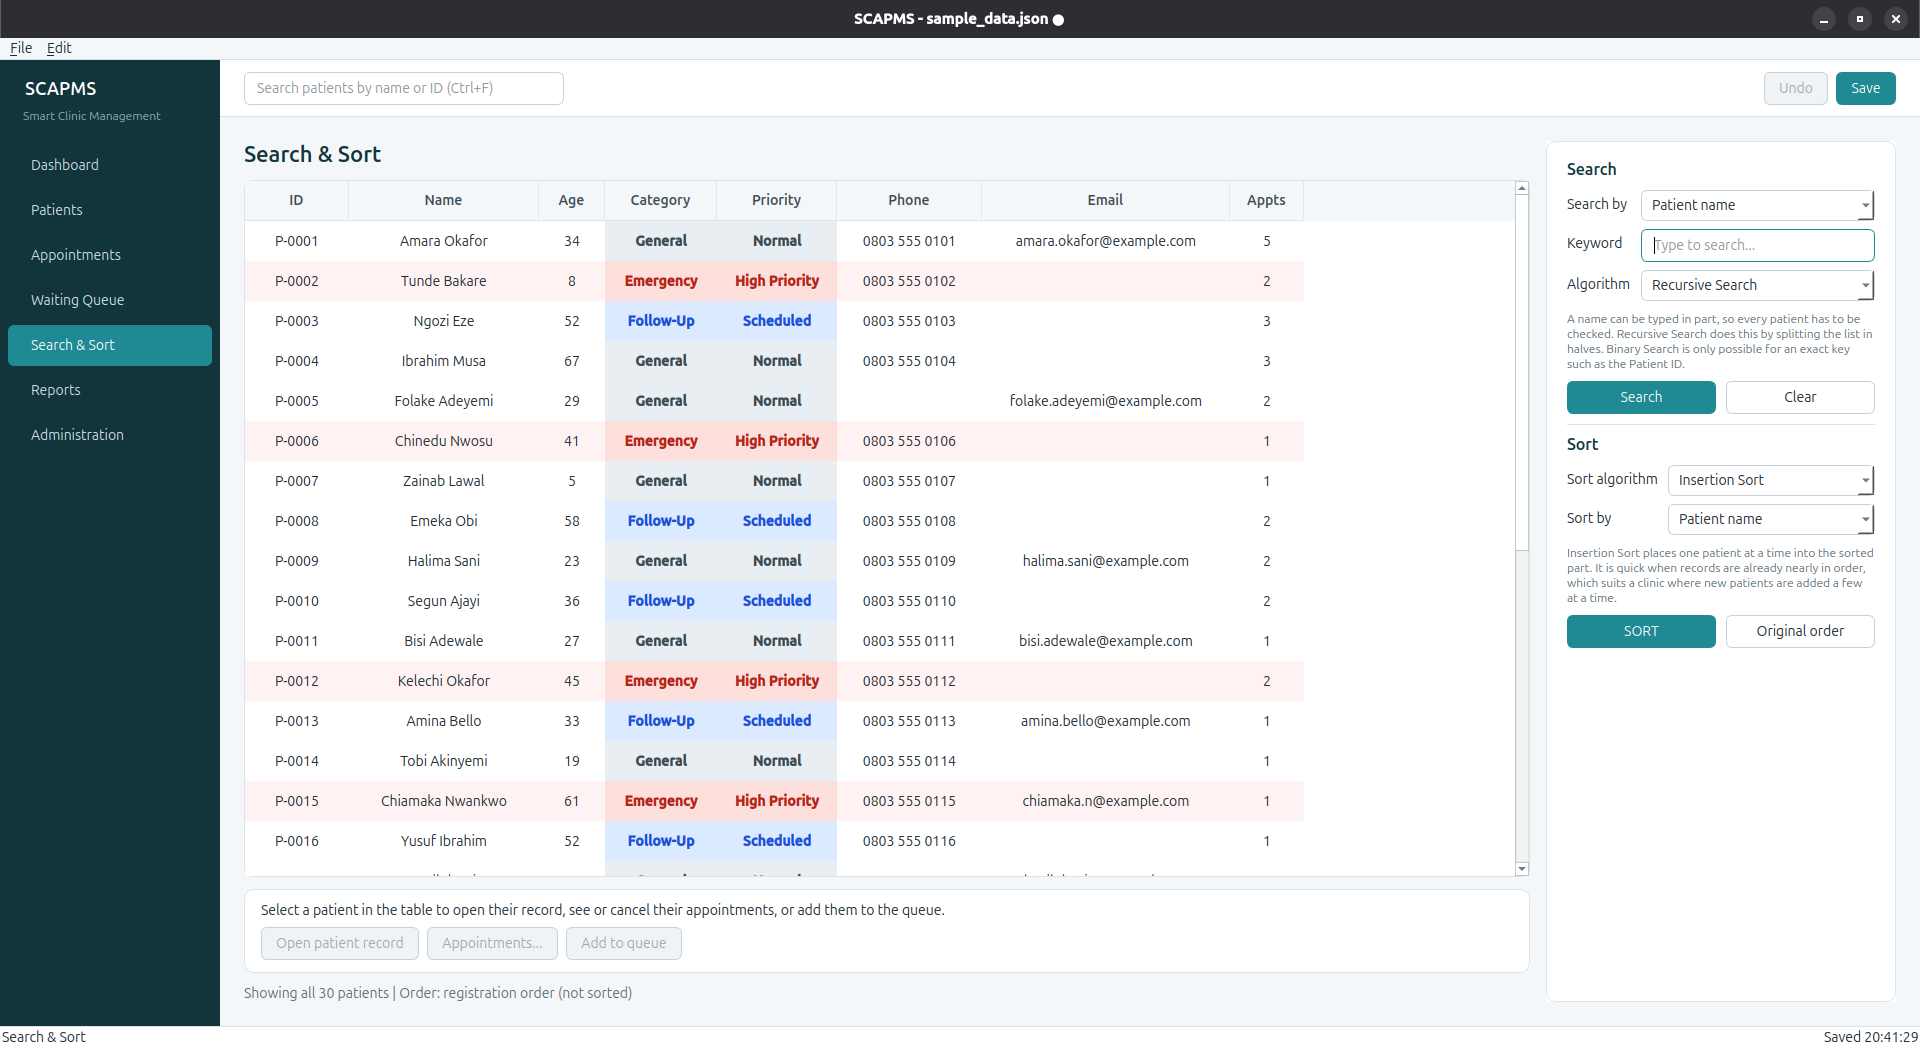 SCAPMS - sample_data.json ●
File Edit
SCAPMS
Smart Clinic Management
Dashboard
Patients
Appointments
Waiting Queue
Search & Sort
Reports
Administration
Search patients by name or ID (Ctrl+F)
Undo Save
Search & Sort
ID Name Age Category Priority Phone Email Appts
P-0001 Amara Okafor 34 General Normal 0803 555 0101 amara.okafor@example.com 5
P-0002 Tunde Bakare 8 Emergency High Priority 0803 555 0102 2
P-0003 Ngozi Eze 52 Follow-Up Scheduled 0803 555 0103 3
P-0004 Ibrahim Musa 67 General Normal 0803 555 0104 3
P-0005 Folake Adeyemi 29 General Normal folake.adeyemi@example.com 2
P-0006 Chinedu Nwosu 41 Emergency High Priority 0803 555 0106 1
P-0007 Zainab Lawal 5 General Normal 0803 555 0107 1
P-0008 Emeka Obi 58 Follow-Up Scheduled 0803 555 0108 2
P-0009 Halima Sani 23 General Normal 0803 555 0109 halima.sani@example.com 2
P-0010 Segun Ajayi 36 Follow-Up Scheduled 0803 555 0110 2
P-0011 Bisi Adewale 27 General Normal 0803 555 0111 bisi.adewale@example.com 1
P-0012 Kelechi Okafor 45 Emergency High Priority 0803 555 0112 2
P-0013 Amina Bello 33 Follow-Up Scheduled 0803 555 0113 amina.bello@example.com 1
P-0014 Tobi Akinyemi 19 General Normal 0803 555 0114 1
P-0015 Chiamaka Nwankwo 61 Emergency High Priority 0803 555 0115 chiamaka.n@example.com 1
P-0016 Yusuf Ibrahim 52 Follow-Up Scheduled 0803 555 0116 1
Select a patient in the table to open their record, see or cancel their appointments, or add them to the queue.
Open patient record Appointments... Add to queue
Showing all 30 patients | Order: registration order (not sorted)
Search
Search by Patient name
Keyword Type to search...
Algorithm Recursive Search
A name can be typed in part, so every patient has to be
checked. Recursive Search does this by splitting the list in
halves. Binary Search is only possible for an exact key
such as the Patient ID.
Search Clear
Sort
Sort algorithm Insertion Sort
Sort by Patient name
Insertion Sort places one patient at a time into the sorted
part. It is quick when records are already nearly in order,
which suits a clinic where new patients are added a few
at a time.
SORT Original order
Search & Sort
Saved 20:41:29